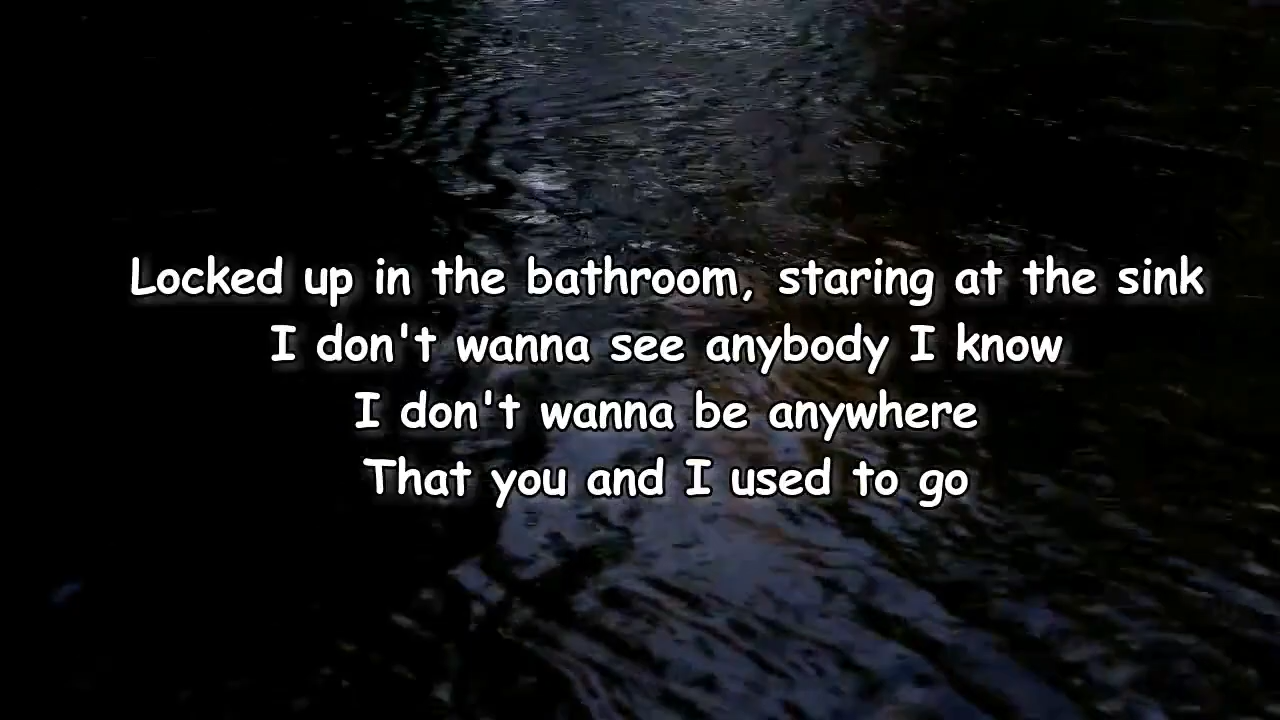 Locked up in the bathroom, staring at the sink
I don't wanna see anybody I know
I don't wanna be anywhere
That you and I used to go